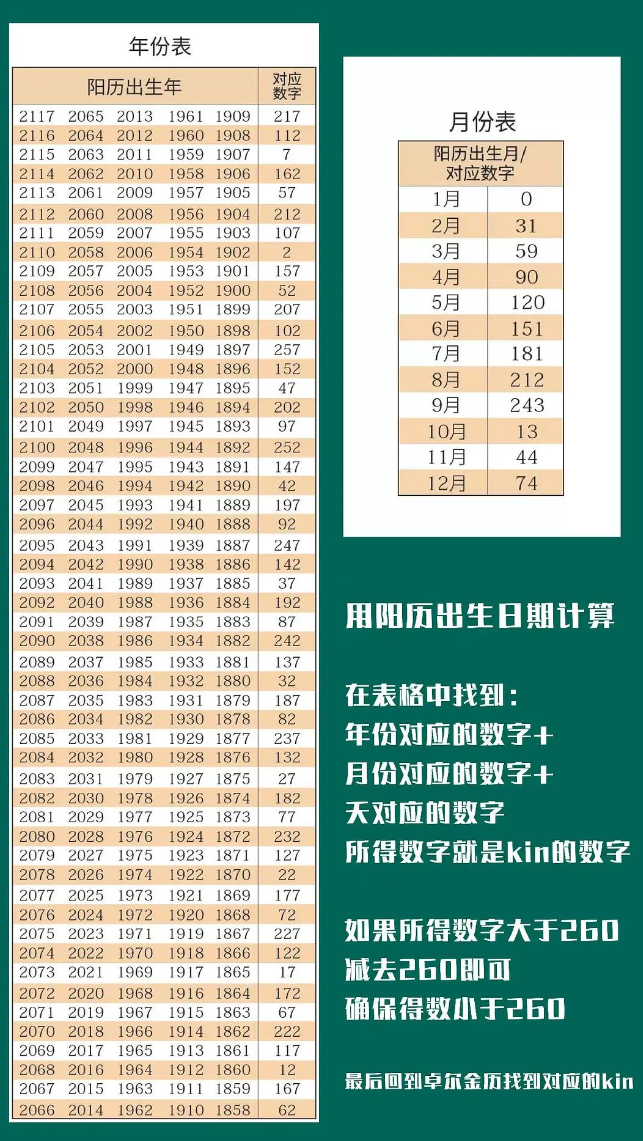 年份表
阳历出生年 对应数字
2117 2065 2013 1961 1909 217
2116 2064 2012 1960 1908 112
2115 2063 2011 1959 1907 7
2114 2062 2010 1958 1906 162
2113 2061 2009 1957 1905 57
2112 2060 2008 1956 1904 212
2111 2059 2007 1955 1903 107
2110 2058 2006 1954 1902 2
2109 2057 2005 1953 1901 157
2108 2056 2004 1952 1900 52
2107 2055 2003 1951 1899 207
2106 2054 2002 1950 1898 102
2105 2053 2001 1949 1897 257
2104 2052 2000 1948 1896 152
2103 2051 1999 1947 1895 47
2102 2050 1998 1946 1894 202
2101 2049 1997 1945 1893 97
2100 2048 1996 1944 1892 252
2099 2047 1995 1943 1891 147
2098 2046 1994 1942 1890 42
2097 2045 1993 1941 1889 197
2096 2044 1992 1940 1888 92
2095 2043 1991 1939 1887 247
2094 2042 1990 1938 1886 142
2093 2041 1989 1937 1885 37
2092 2040 1988 1936 1884 192
2091 2039 1987 1935 1883 87
2090 2038 1986 1934 1882 242
2089 2037 1985 1933 1881 137
2088 2036 1984 1932 1880 32
2087 2035 1983 1931 1879 187
2086 2034 1982 1930 1878 82
2085 2033 1981 1929 1877 237
2084 2032 1980 1928 1876 132
2083 2031 1979 1927 1875 27
2082 2030 1978 1926 1874 182
2081 2029 1977 1925 1873 77
2080 2028 1976 1924 1872 232
2079 2027 1975 1923 1871 127
2078 2026 1974 1922 1870 22
2077 2025 1973 1921 1869 177
2076 2024 1972 1920 1868 72
2075 2023 1971 1919 1867 227
2074 2022 1970 1918 1866 122
2073 2021 1969 1917 1865 17
2072 2020 1968 1916 1864 172
2071 2019 1967 1915 1863 67
2070 2018 1966 1914 1862 222
2069 2017 1965 1913 1861 117
2068 2016 1964 1912 1860 12
2067 2015 1963 1911 1859 167
2066 2014 1962 1910 1858 62
月份表
阳历出生月/
对应数字
1月 0
2月 31
3月 59
4月 90
5月 120
6月 151
7月 181
8月 212
9月 243
10月 13
11月 44
12月 74
用阳历出生日期计算
在表格中找到：
年份对应的数字+
月份对应的数字+
天对应的数字
所得数字就是kin的数字
如果所得数字大于260
减去260即可
确保得数小于260
最后回到卓尔金历找到对应的kin